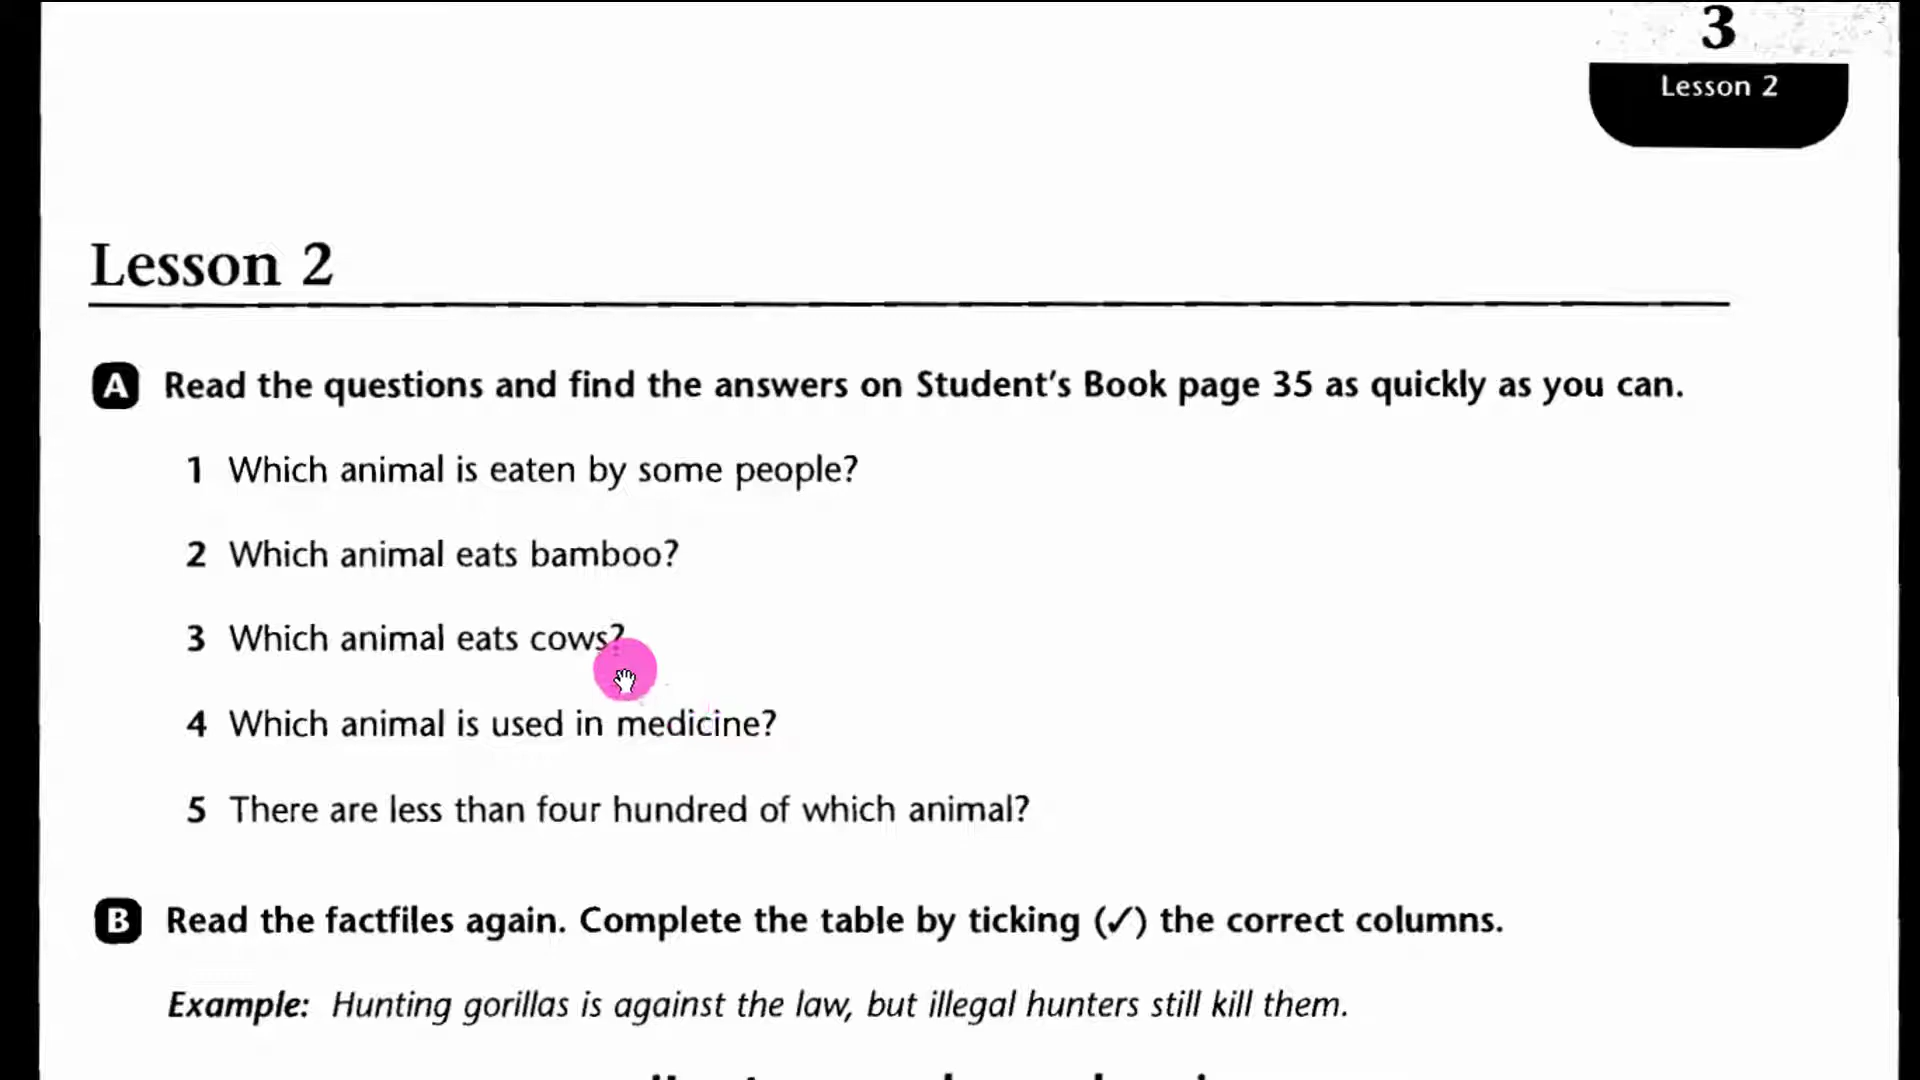 3
Lesson 2
Lesson 2
A Read the questions and find the answers on Student's Book page 35 as quickly as you can.
1 Which animal is eaten by some people?
2 Which animal eats bamboo?
3 Which animal eats cows?
4 Which animal is used in medicine?
5 There are less than four hundred of which animal?
B Read the factfiles again. Complete the table by ticking (✓) the correct columns.
Example: Hunting gorillas is against the law, but illegal hunters still kill them.